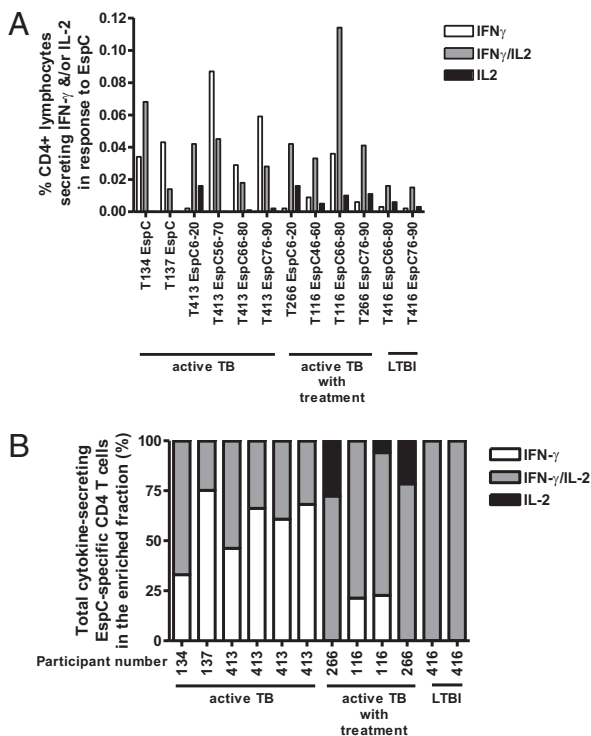 A
% CD4+ lymphocytes
secreting IFN-γ &/or IL-2
in response to EspC
0.12
0.10
0.08
0.06
0.04
0.02
0.00
IFNγ
IFNγ/IL2
IL2
T134 EspC
T137 EspC
T413 EspC6-20
T413 EspC56-70
T413 EspC66-80
T413 EspC76-90
T266 EspC6-20
T116 EspC46-60
T116 EspC66-80
T266 EspC76-90
T416 EspC66-80
T416 EspC76-90
active TB
active TB
with
treatment
LTBI
B
Total cytokine-secreting
EspC-specific CD4 T cells
in the enriched fraction (%)
100
75
50
25
0
IFN-γ
IFN-γ/IL-2
IL-2
Participant number
134
137
413
413
413
413
266
116
116
266
416
416
active TB
active TB
with
treatment
LTBI